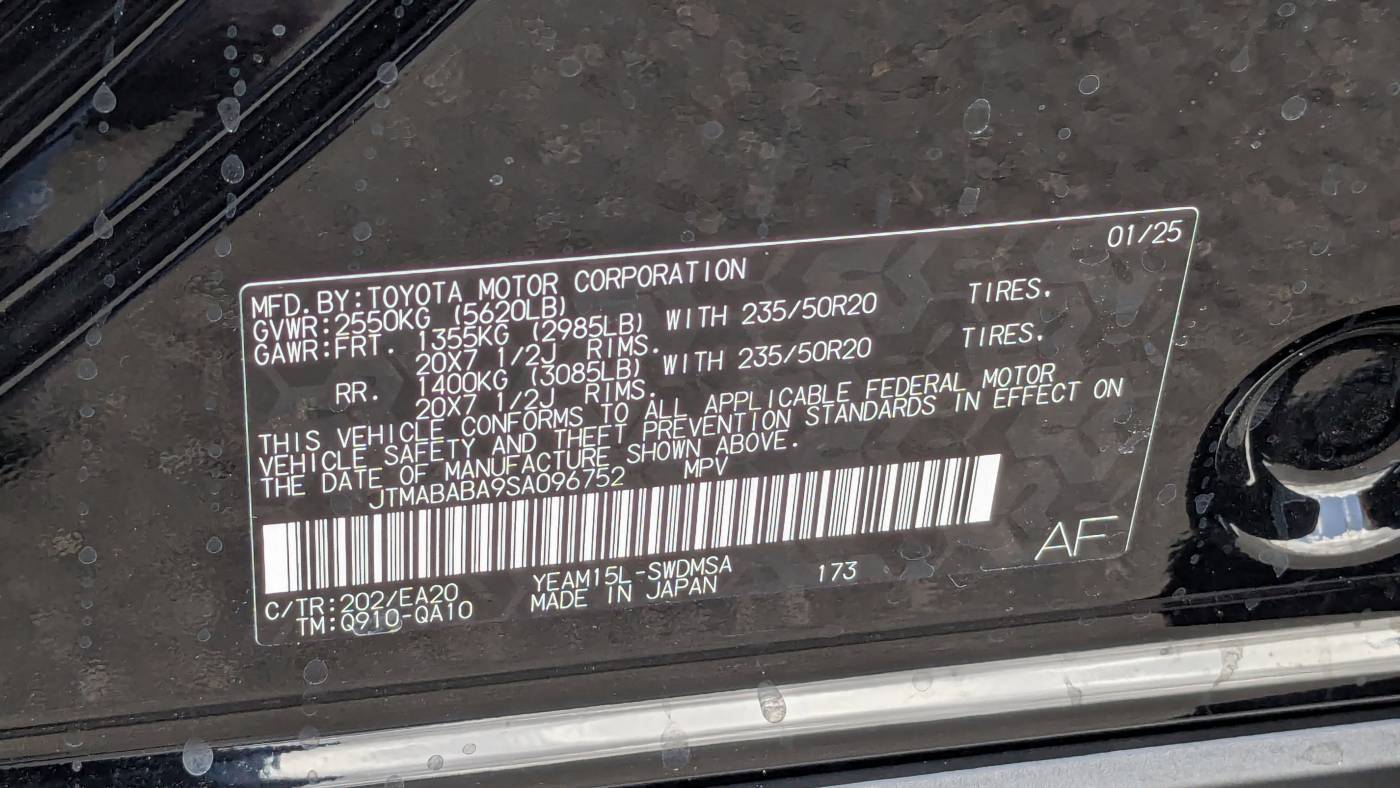 01/25
MFD.BY:TOYOTA MOTOR CORPORATION
GVWR:2550KG (5620LB)
GAWR:FRT. 1355KG (2985LB) WITH 235/50R20 TIRES.
20X7 1/2J RIMS.
RR. 1400KG (3085LB) WITH 235/50R20 TIRES.
20X7 1/2J RIMS.
THIS VEHICLE CONFORMS TO ALL APPLICABLE FEDERAL MOTOR
VEHICLE SAFETY AND THEFT PREVENTION STANDARDS IN EFFECT ON
THE DATE OF MANUFACTURE SHOWN ABOVE.
JTMABABA9SA096752 MPV
C/TR:202/EA20 YEAM15L-SWDMSA 173 AF
TM:Q910-QA10 MADE IN JAPAN